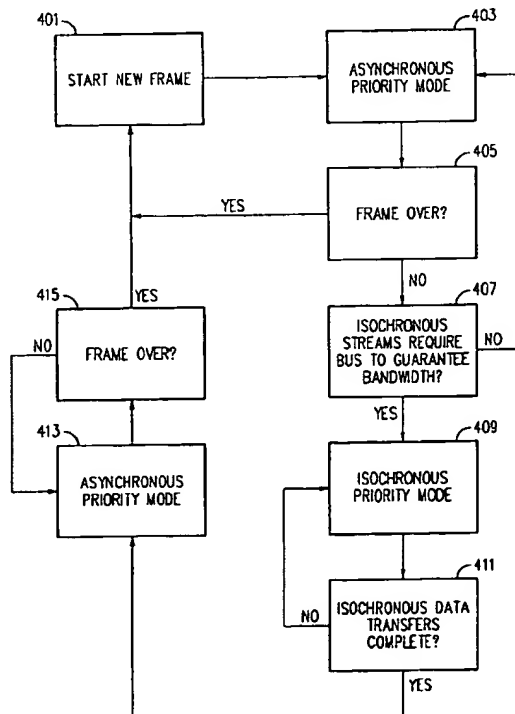 401
START NEW FRAME
403
ASYNCHRONOUS
PRIORITY MODE
405
FRAME OVER?
YES
NO
407
ISOCHRONOUS
STREAMS REQUIRE
BUS TO GUARANTEE
BANDWIDTH?
NO
YES
409
ISOCHRONOUS
PRIORITY MODE
411
ISOCHRONOUS DATA
TRANSFERS
COMPLETE?
NO
YES
413
ASYNCHRONOUS
PRIORITY MODE
415
FRAME OVER?
NO
YES